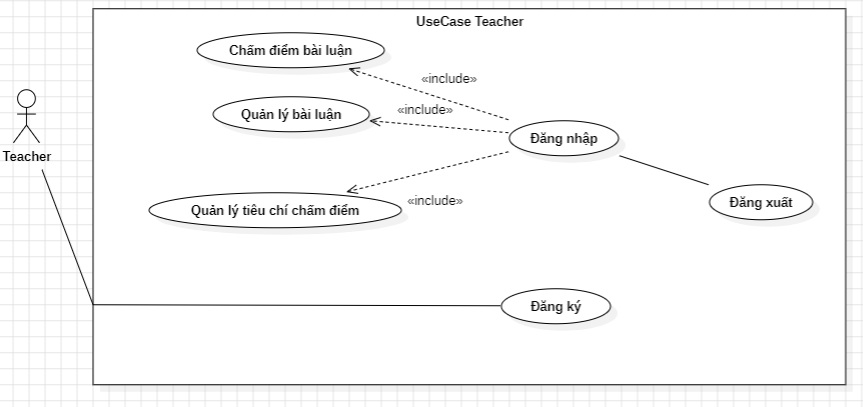 UseCase Teacher
Chấm điểm bài luận
«include»
Quản lý bài luận
«include»
Đăng nhập
Teacher
Quản lý tiêu chí chấm điểm
«include»
Đăng xuất
Đăng ký